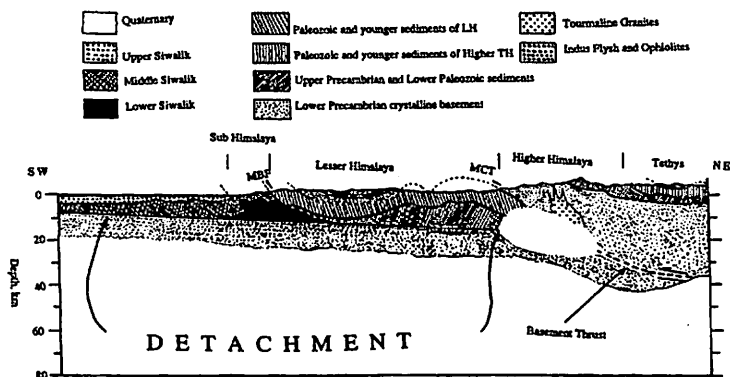 Quaternary
Upper Siwalik
Middle Siwalik
Lower Siwalik
Paleozoic and younger sediments of LH
Paleozoic and younger sediments of Higher TH
Upper Precambrian and Lower Paleozoic sediments
Lower Precambrian crystalline basement
Tourmaline Granites
Indus Flysh and Ophiolites
Sub Himalaya
SW MBF Lesser Himalaya MCT Higher Himalaya Tethys NE
0
20
40
60
80
Depth, km
Basement Thrust
DETACHMENT